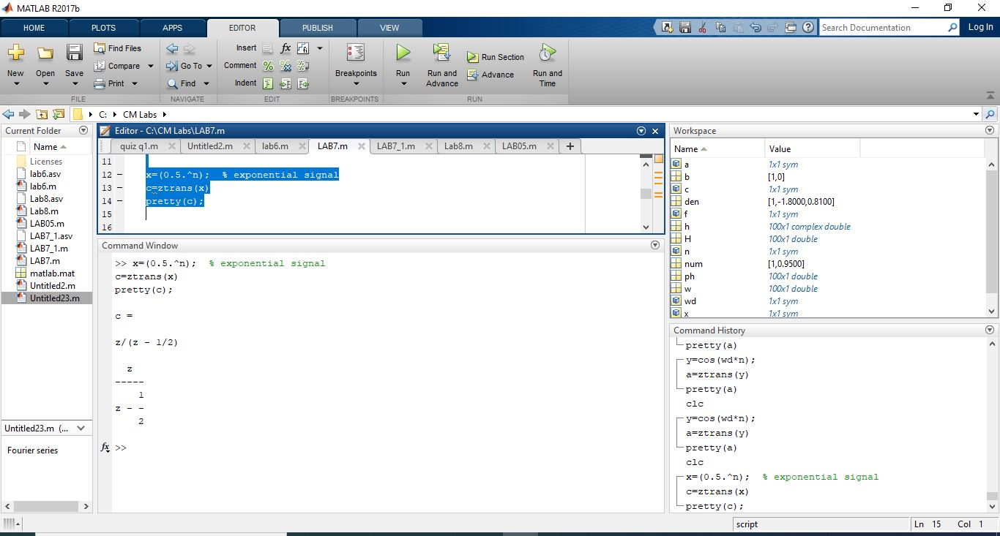 MATLAB R2017b
HOME PLOTS APPS EDITOR PUBLISH VIEW Search Documentation Log In
New Open Save Find Files Compare Print Go To Find Insert fx Comment Indent Breakpoints Run Run and Advance Run Section Advance Run and Time
FILE NAVIGATE EDIT BREAKPOINTS RUN
C: CM Labs
Current Folder
Name
Licenses
lab6.asv
lab6.m
Lab8.asv
Lab8.m
LAB05.m
LAB7_1.asv
LAB7_1.m
LAB7.m
matlab.mat
Untitled2.m
Untitled23.m
Untitled23.m (...
Fourier series
Editor - C:\CM Labs\LAB7.m
quiz q1.m Untitled2.m lab6.m LAB7.m LAB7_1.m Lab8.m LAB05.m +
11
12 – x=(0.5.^n); % exponential signal
13 – c=ztrans(x)
14 – pretty(c);
15
16
Command Window
>> x=(0.5.^n); % exponential signal
c=ztrans(x)
pretty(c);
c =
z/(z - 1/2)
z
-----
1
z - -
2
fx >>
Workspace
Name Value
a 1x1 sym
b [1,0]
c 1x1 sym
den [1,-1.8000,0.8100]
f 1x1 sym
h 100x1 complex double
H 100x1 double
n 1x1 sym
num [1,0.9500]
ph 100x1 double
w 100x1 double
wd 1x1 sym
x 1x1 sym
Command History
pretty(a)
y=cos(wd*n);
a=ztrans(y)
pretty(a)
clc
y=cos(wd*n);
a=ztrans(y)
pretty(a)
clc
x=(0.5.^n); % exponential signal
c=ztrans(x)
pretty(c);
script Ln 15 Col 1